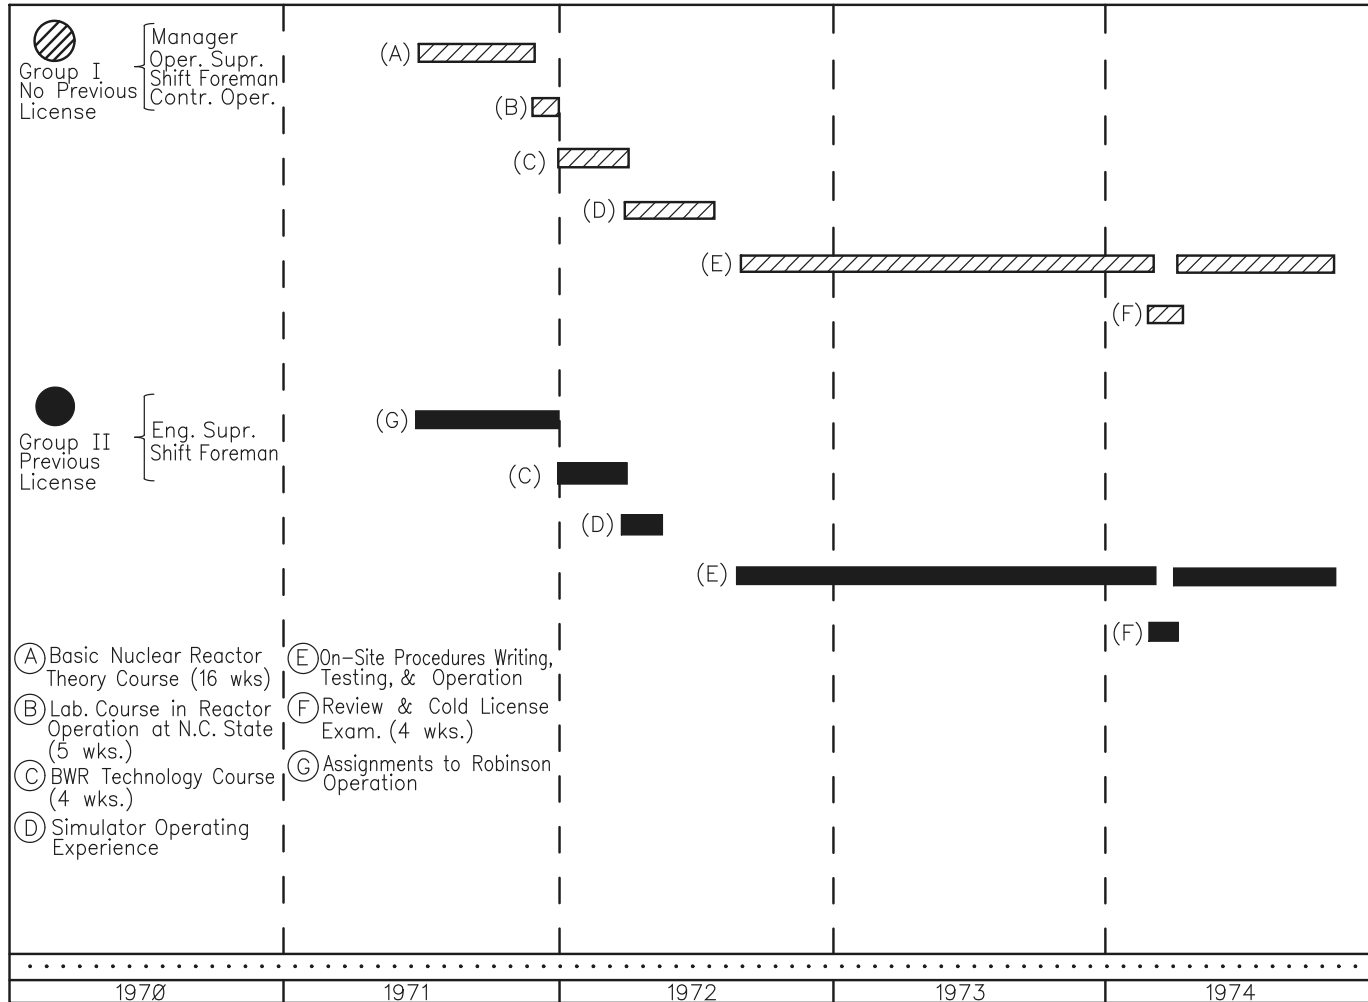 Group I
No Previous
License
Manager
Oper. Supr.
Shift Foreman
Contr. Oper.
(A)
(B)
(C)
(D)
(E)
(F)
Group II
Previous
License
Eng. Supr.
Shift Foreman
(G)
(C)
(D)
(E)
(F)
A Basic Nuclear Reactor
Theory Course (16 wks)
B Lab. Course in Reactor
Operation at N.C. State
(5 wks.)
C BWR Technology Course
(4 wks.)
D Simulator Operating
Experience
E On-Site Procedures Writing,
Testing, & Operation
F Review & Cold License
Exam. (4 wks.)
G Assignments to Robinson
Operation
1970 1971 1972 1973 1974